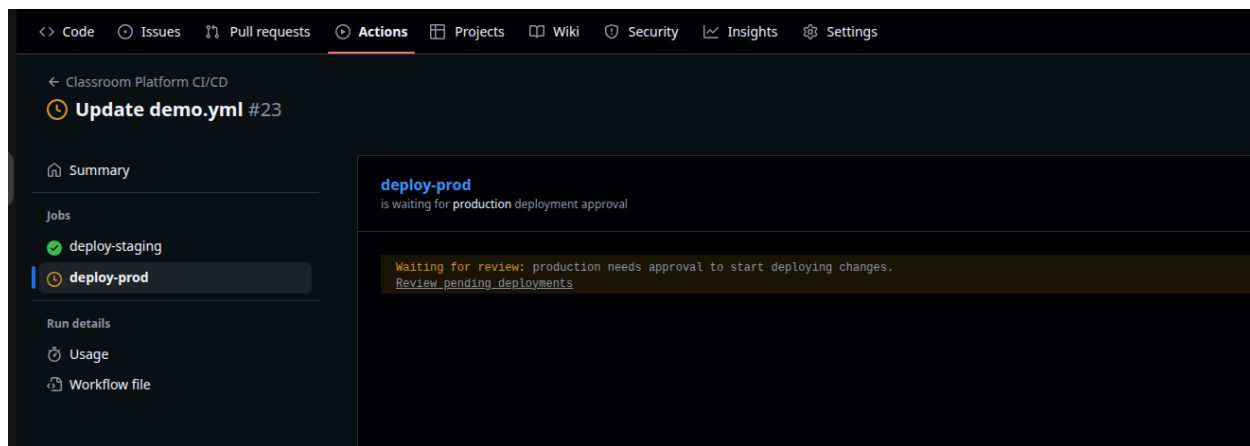 Code Issues Pull requests Actions Projects Wiki Security Insights Settings
Classroom Platform CI/CD
Update demo.yml #23
Summary
Jobs
deploy-staging
deploy-prod
Run details
Usage
Workflow file
deploy-prod
is waiting for production deployment approval
Waiting for review: production needs approval to start deploying changes.
Review pending deployments